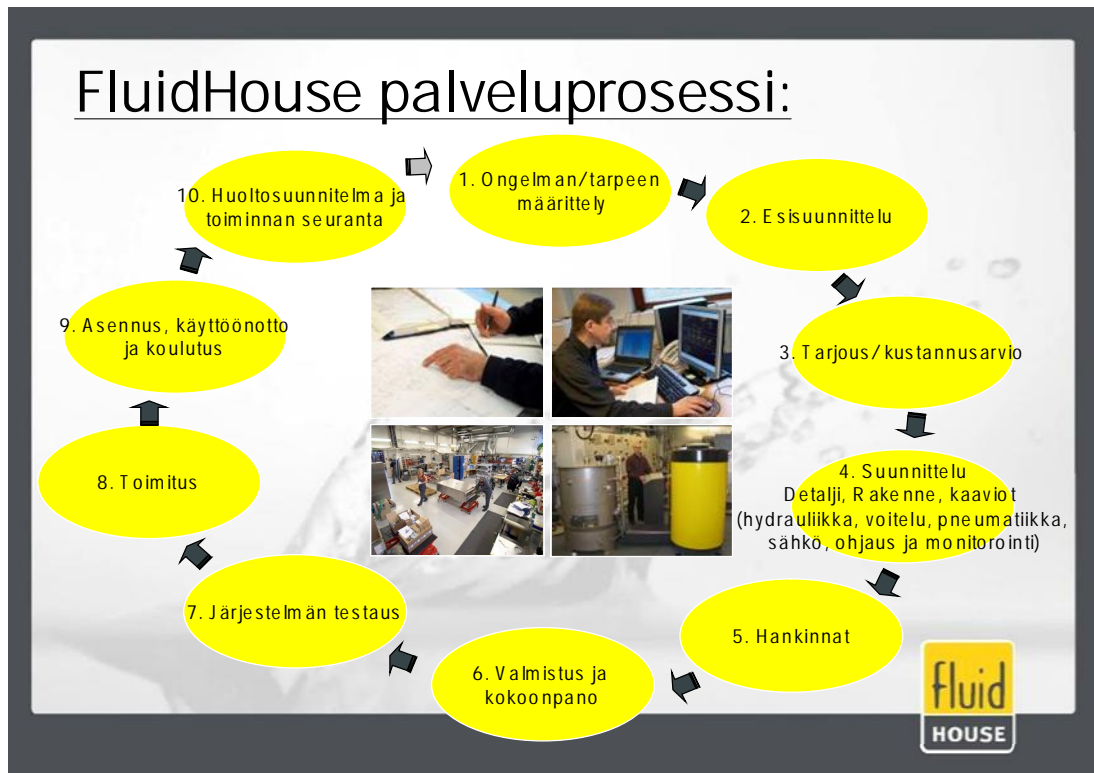 FluidHouse palveluprosessi:
1. Ongelman/tarpeen
määrittely
2. Esisuunnittelu
3. Tarjous/kustannusarvio
4. Suunnittelu
Detalji, Rakenne, kaaviot
(hydrauliikka, voitelu, pneumatiikka,
sähkö, ohjaus ja monitorointi)
5. Hankinnat
6. Valmistus ja
kokoonpano
7. Järjestelmän testaus
8. Toimitus
9. Asennus, käyttöönotto
ja koulutus
10. Huoltosuunnitelma ja
toiminnan seuranta
fluid
HOUSE